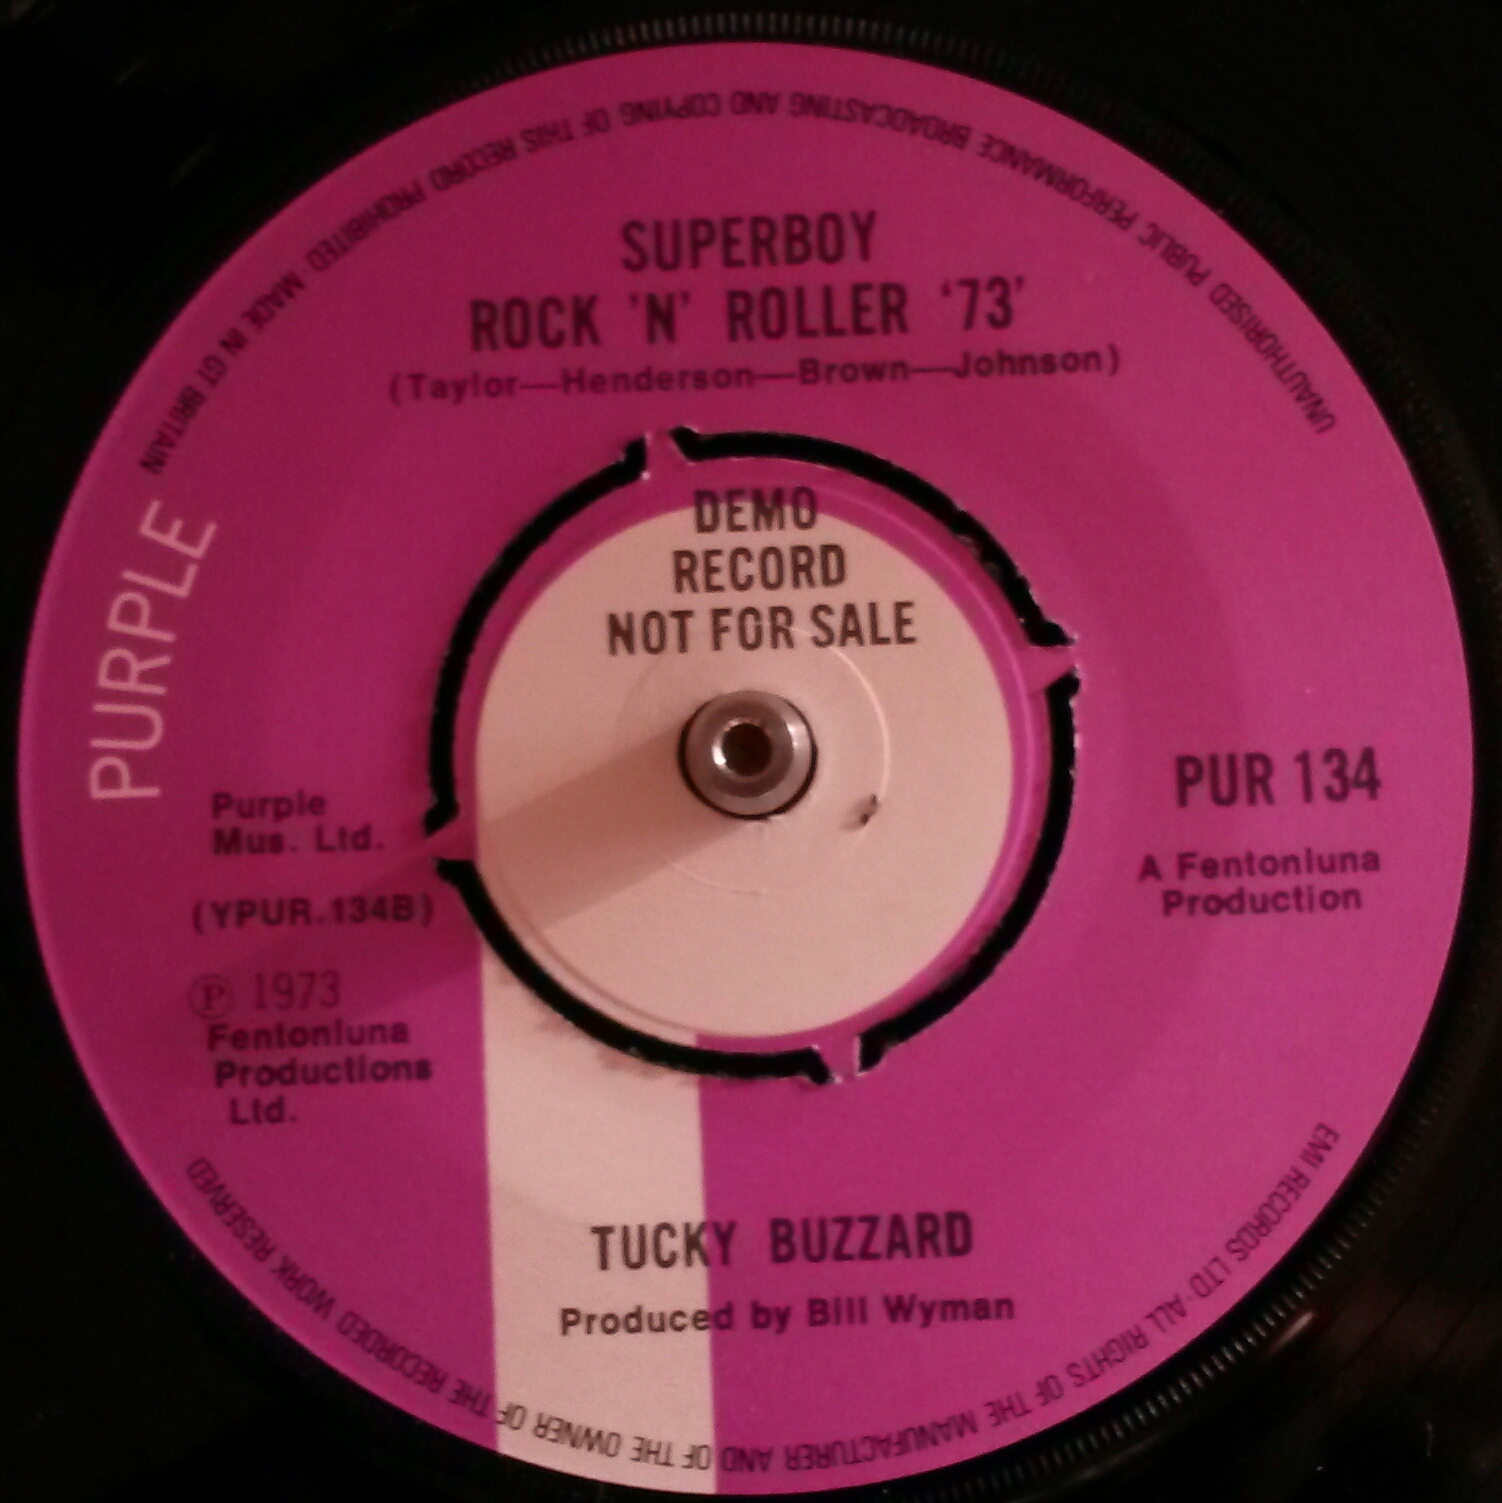 UNAUTHORISED PUBLIC PERFORMANCE BROADCASTING AND COPYING OF THIS RECORD PROHIBITED MADE IN GT BRITAIN
SUPERBOY
ROCK 'N' ROLLER '73'
(Taylor—Henderson—Brown—Johnson)
DEMO
RECORD
NOT FOR SALE
PURPLE
Purple
Mus. Ltd.
(YPUR.134B)
Ⓟ 1973
Fentonluna
Productions
Ltd.
PUR 134
A Fentonluna
Production
TUCKY BUZZARD
Produced by Bill Wyman
EMI RECORDS LTD·ALL RIGHTS OF THE MANUFACTURER AND OF THE OWNER OF THE RECORDED WORK RESERVED